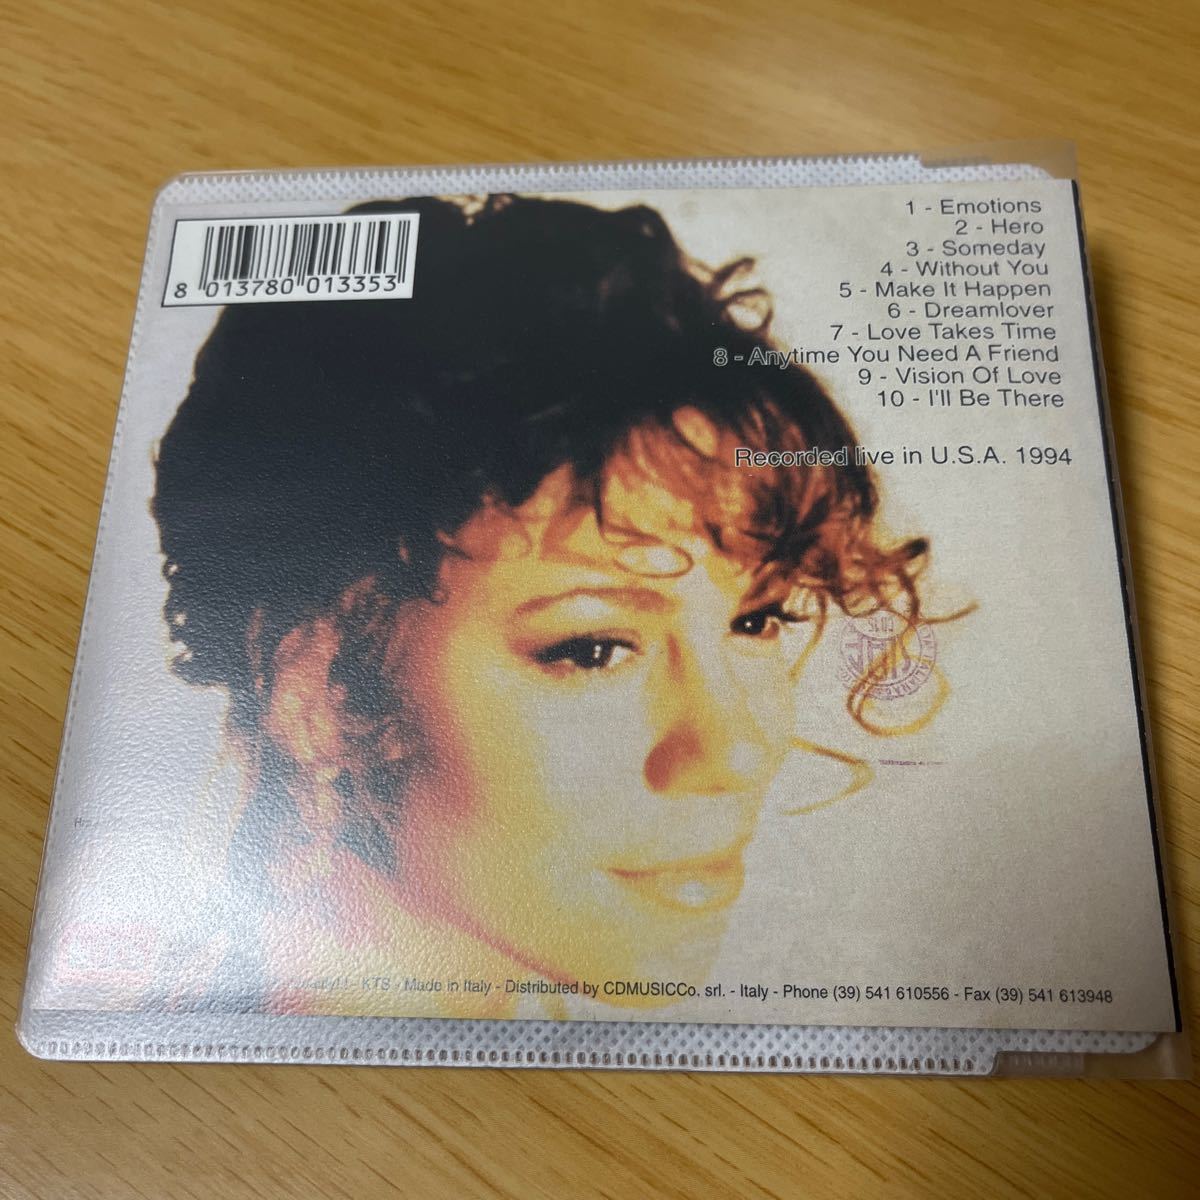 8 013780 013353
1 - Emotions
2 - Hero
3 - Someday
4 - Without You
5 - Make It Happen
6 - Dreamlover
7 - Love Takes Time
8 - Anytime You Need A Friend
9 - Vision Of Love
10 - I'll Be There
Recorded live in U.S.A. 1994
- KTS - Made in Italy - Distributed by CDMUSICCo. srl. - Italy - Phone (39) 541 610556 - Fax (39) 541 613948